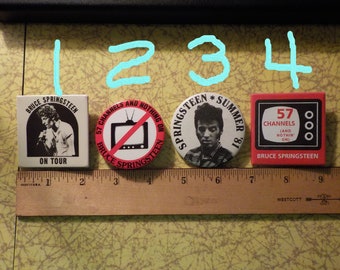 1 2 3 4
BRUCE SPRINGSTEEN
ON TOUR
57 CHANNELS AND NOTHING ON
BRUCE SPRINGSTEEN
SPRINGSTEEN * SUMMER '81
57
CHANNELS
(AND
NOTHIN'
ON)
BRUCE SPRINGSTEEN
1 2 3 4 5 6 7 8 9
WESTCOTT